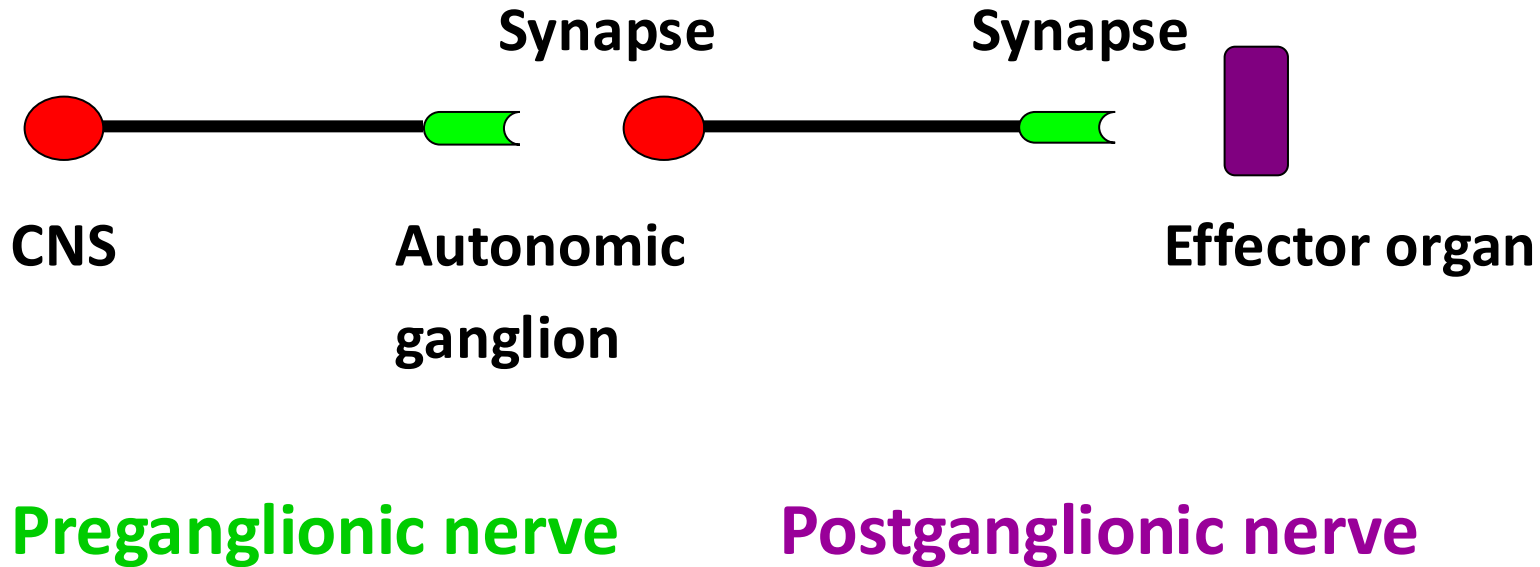 Synapse Synapse
CNS Autonomic Effector organ
ganglion
Preganglionic nerve Postganglionic nerve